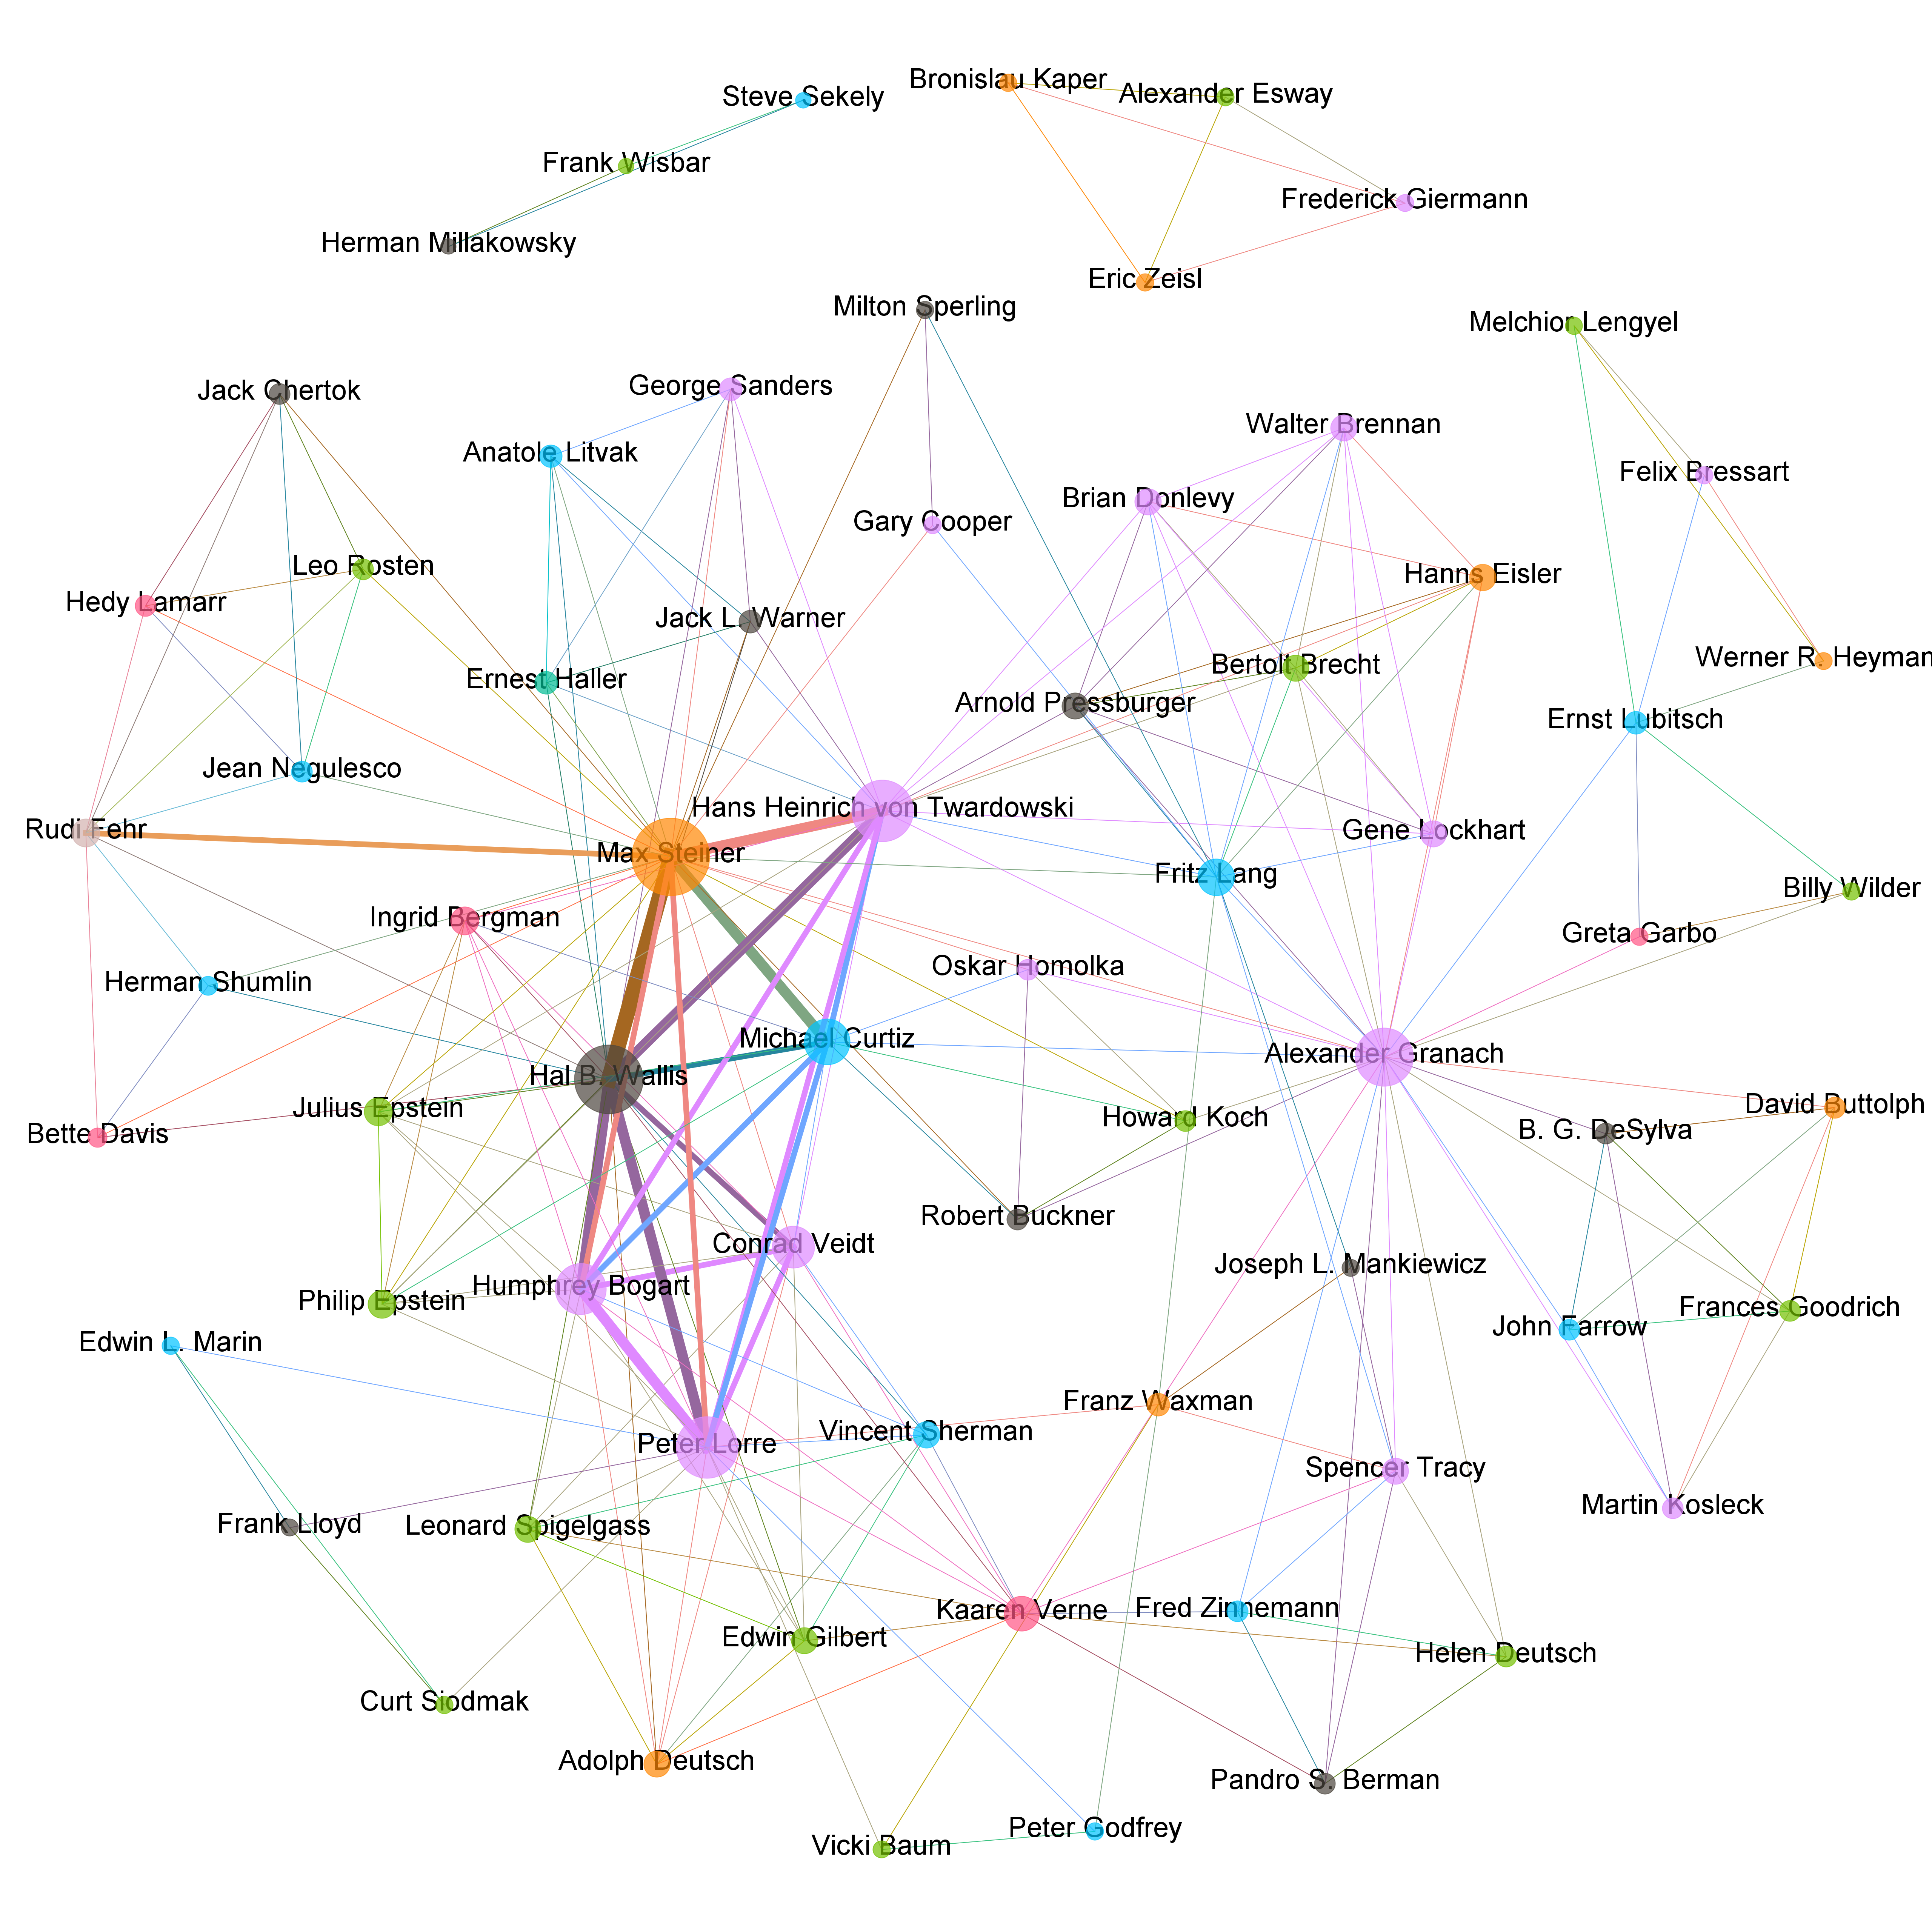 Bronislau Kaper
Steve Sekely
Alexander Esway
Frank Wisbar
Frederick Giermann
Herman Millakowsky
Eric Zeisl
Milton Sperling
Melchior Lengyel
George Sanders
Jack Chertok
Walter Brennan
Anatole Litvak
Felix Bressart
Brian Donlevy
Gary Cooper
Leo Rosten
Hanns Eisler
Hedy Lamarr
Jack L. Warner
Werner R. Heyman
Bertolt Brecht
Ernest Haller
Arnold Pressburger
Ernst Lubitsch
Jean Negulesco
Hans Heinrich von Twardowski
Rudi Fehr
Gene Lockhart
Max Steiner
Fritz Lang
Billy Wilder
Ingrid Bergman
Greta Garbo
Oskar Homolka
Herman Shumlin
Michael Curtiz
Alexander Granach
Hal B. Wallis
David Buttolph
Julius Epstein
Howard Koch
B. G. DeSylva
Bette Davis
Robert Buckner
Conrad Veidt
Joseph L. Mankiewicz
Humphrey Bogart
Philip Epstein
Frances Goodrich
John Farrow
Edwin L. Marin
Franz Waxman
Vincent Sherman
Peter Lorre
Spencer Tracy
Martin Kosleck
Frank Lloyd
Leonard Spigelgass
Fred Zinnemann
Kaaren Verne
Edwin Gilbert
Helen Deutsch
Curt Siodmak
Adolph Deutsch
Pandro S. Berman
Peter Godfrey
Vicki Baum